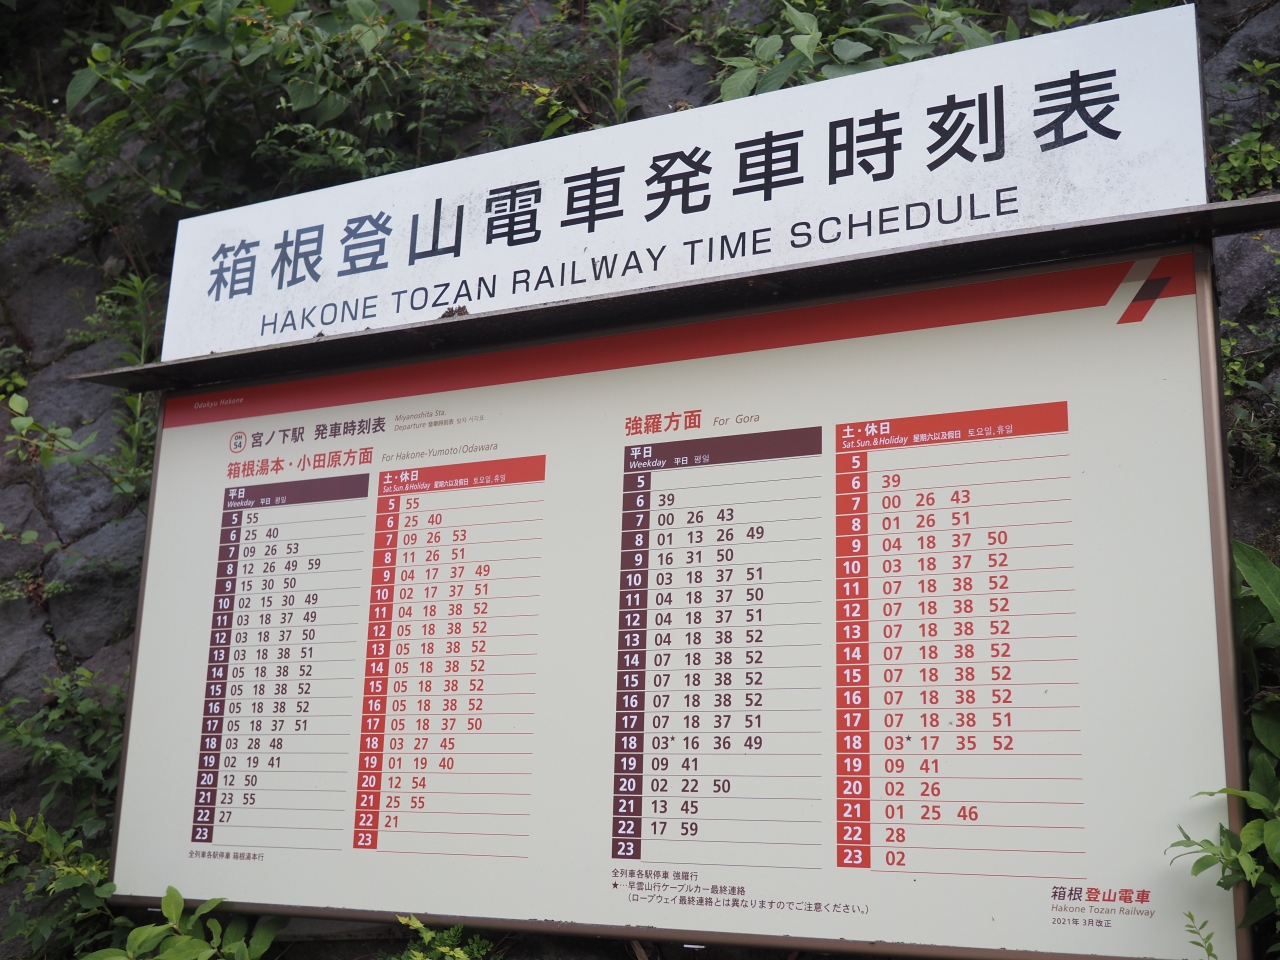 箱根登山電車発車時刻表
HAKONE TOZAN RAILWAY TIME SCHEDULE
Odakyu Hakone
OH 54 宮ノ下駅 発車時刻表 Miyanoshita Sta.
Departure 發車時刻表 발차 시각표
箱根湯本・小田原方面 For Hakone-Yumoto/Odawara
平日
Weekday 平日 평일
5 55
6 25 40
7 09 26 53
8 12 26 49 59
9 15 30 50
10 02 15 30 49
11 03 18 37 49
12 03 18 37 50
13 03 18 38 51
14 05 18 38 52
15 05 18 38 52
16 05 18 38 52
17 05 18 37 51
18 03 28 48
19 02 19 41
20 12 50
21 23 55
22 27
23
全列車各駅停車 箱根湯本行
土・休日
Sat.Sun.&Holiday 星期六以及假日 토요일,휴일
5 55
6 25 40
7 09 26 53
8 11 26 51
9 04 17 37 49
10 02 17 37 51
11 04 18 38 52
12 05 18 38 52
13 05 18 38 52
14 05 18 38 52
15 05 18 38 52
16 05 18 38 52
17 05 18 37 50
18 03 27 45
19 01 19 40
20 12 54
21 25 55
22 21
23
強羅方面 For Gora
平日
Weekday 平日 평일
5
6 39
7 00 26 43
8 01 13 26 49
9 16 31 50
10 03 18 37 51
11 04 18 37 50
12 04 18 37 51
13 04 18 38 52
14 07 18 38 52
15 07 18 38 52
16 07 18 38 52
17 07 18 37 51
18 03★ 16 36 49
19 09 41
20 02 22 50
21 13 45
22 17 59
23
全列車各駅停車 強羅行
★…早雲山行ケーブルカー最終連絡
（ロープウェイ最終連絡とは異なりますのでご注意ください。）
土・休日
Sat.Sun.&Holiday 星期六以及假日 토요일,휴일
5
6 39
7 00 26 43
8 01 26 51
9 04 18 37 50
10 03 18 37 52
11 07 18 38 52
12 07 18 38 52
13 07 18 38 52
14 07 18 38 52
15 07 18 38 52
16 07 18 38 52
17 07 18 38 51
18 03★ 17 35 52
19 09 41
20 02 26
21 01 25 46
22 28
23 02
箱根登山電車
Hakone Tozan Railway
2021年 3月改正